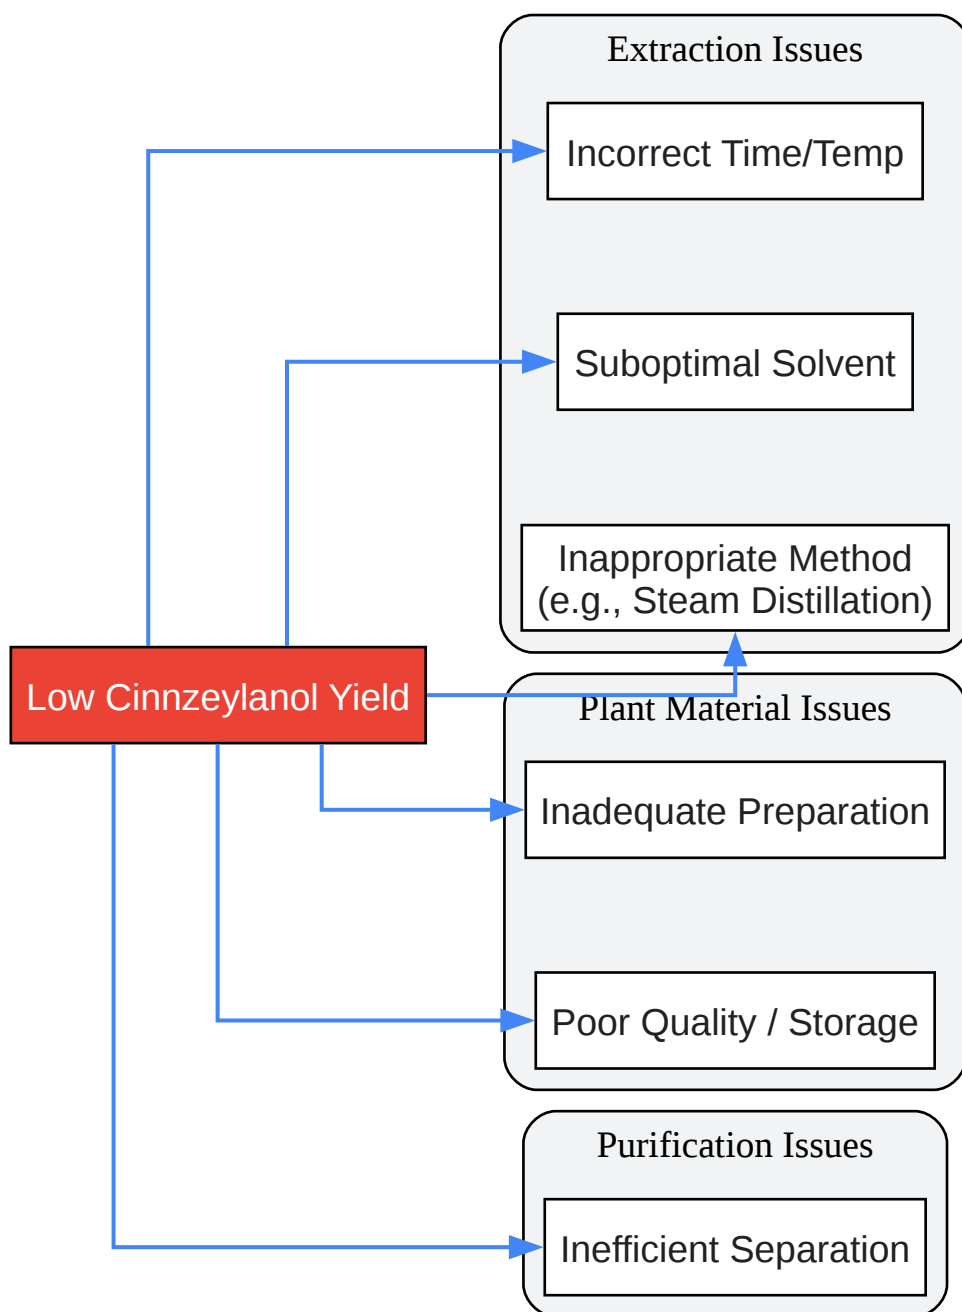 Extraction Issues
Incorrect Time/Temp
Suboptimal Solvent
Inappropriate Method
(e.g., Steam Distillation)
Low Cinnzeylanol Yield
Plant Material Issues
Inadequate Preparation
Poor Quality / Storage
Purification Issues
Inefficient Separation